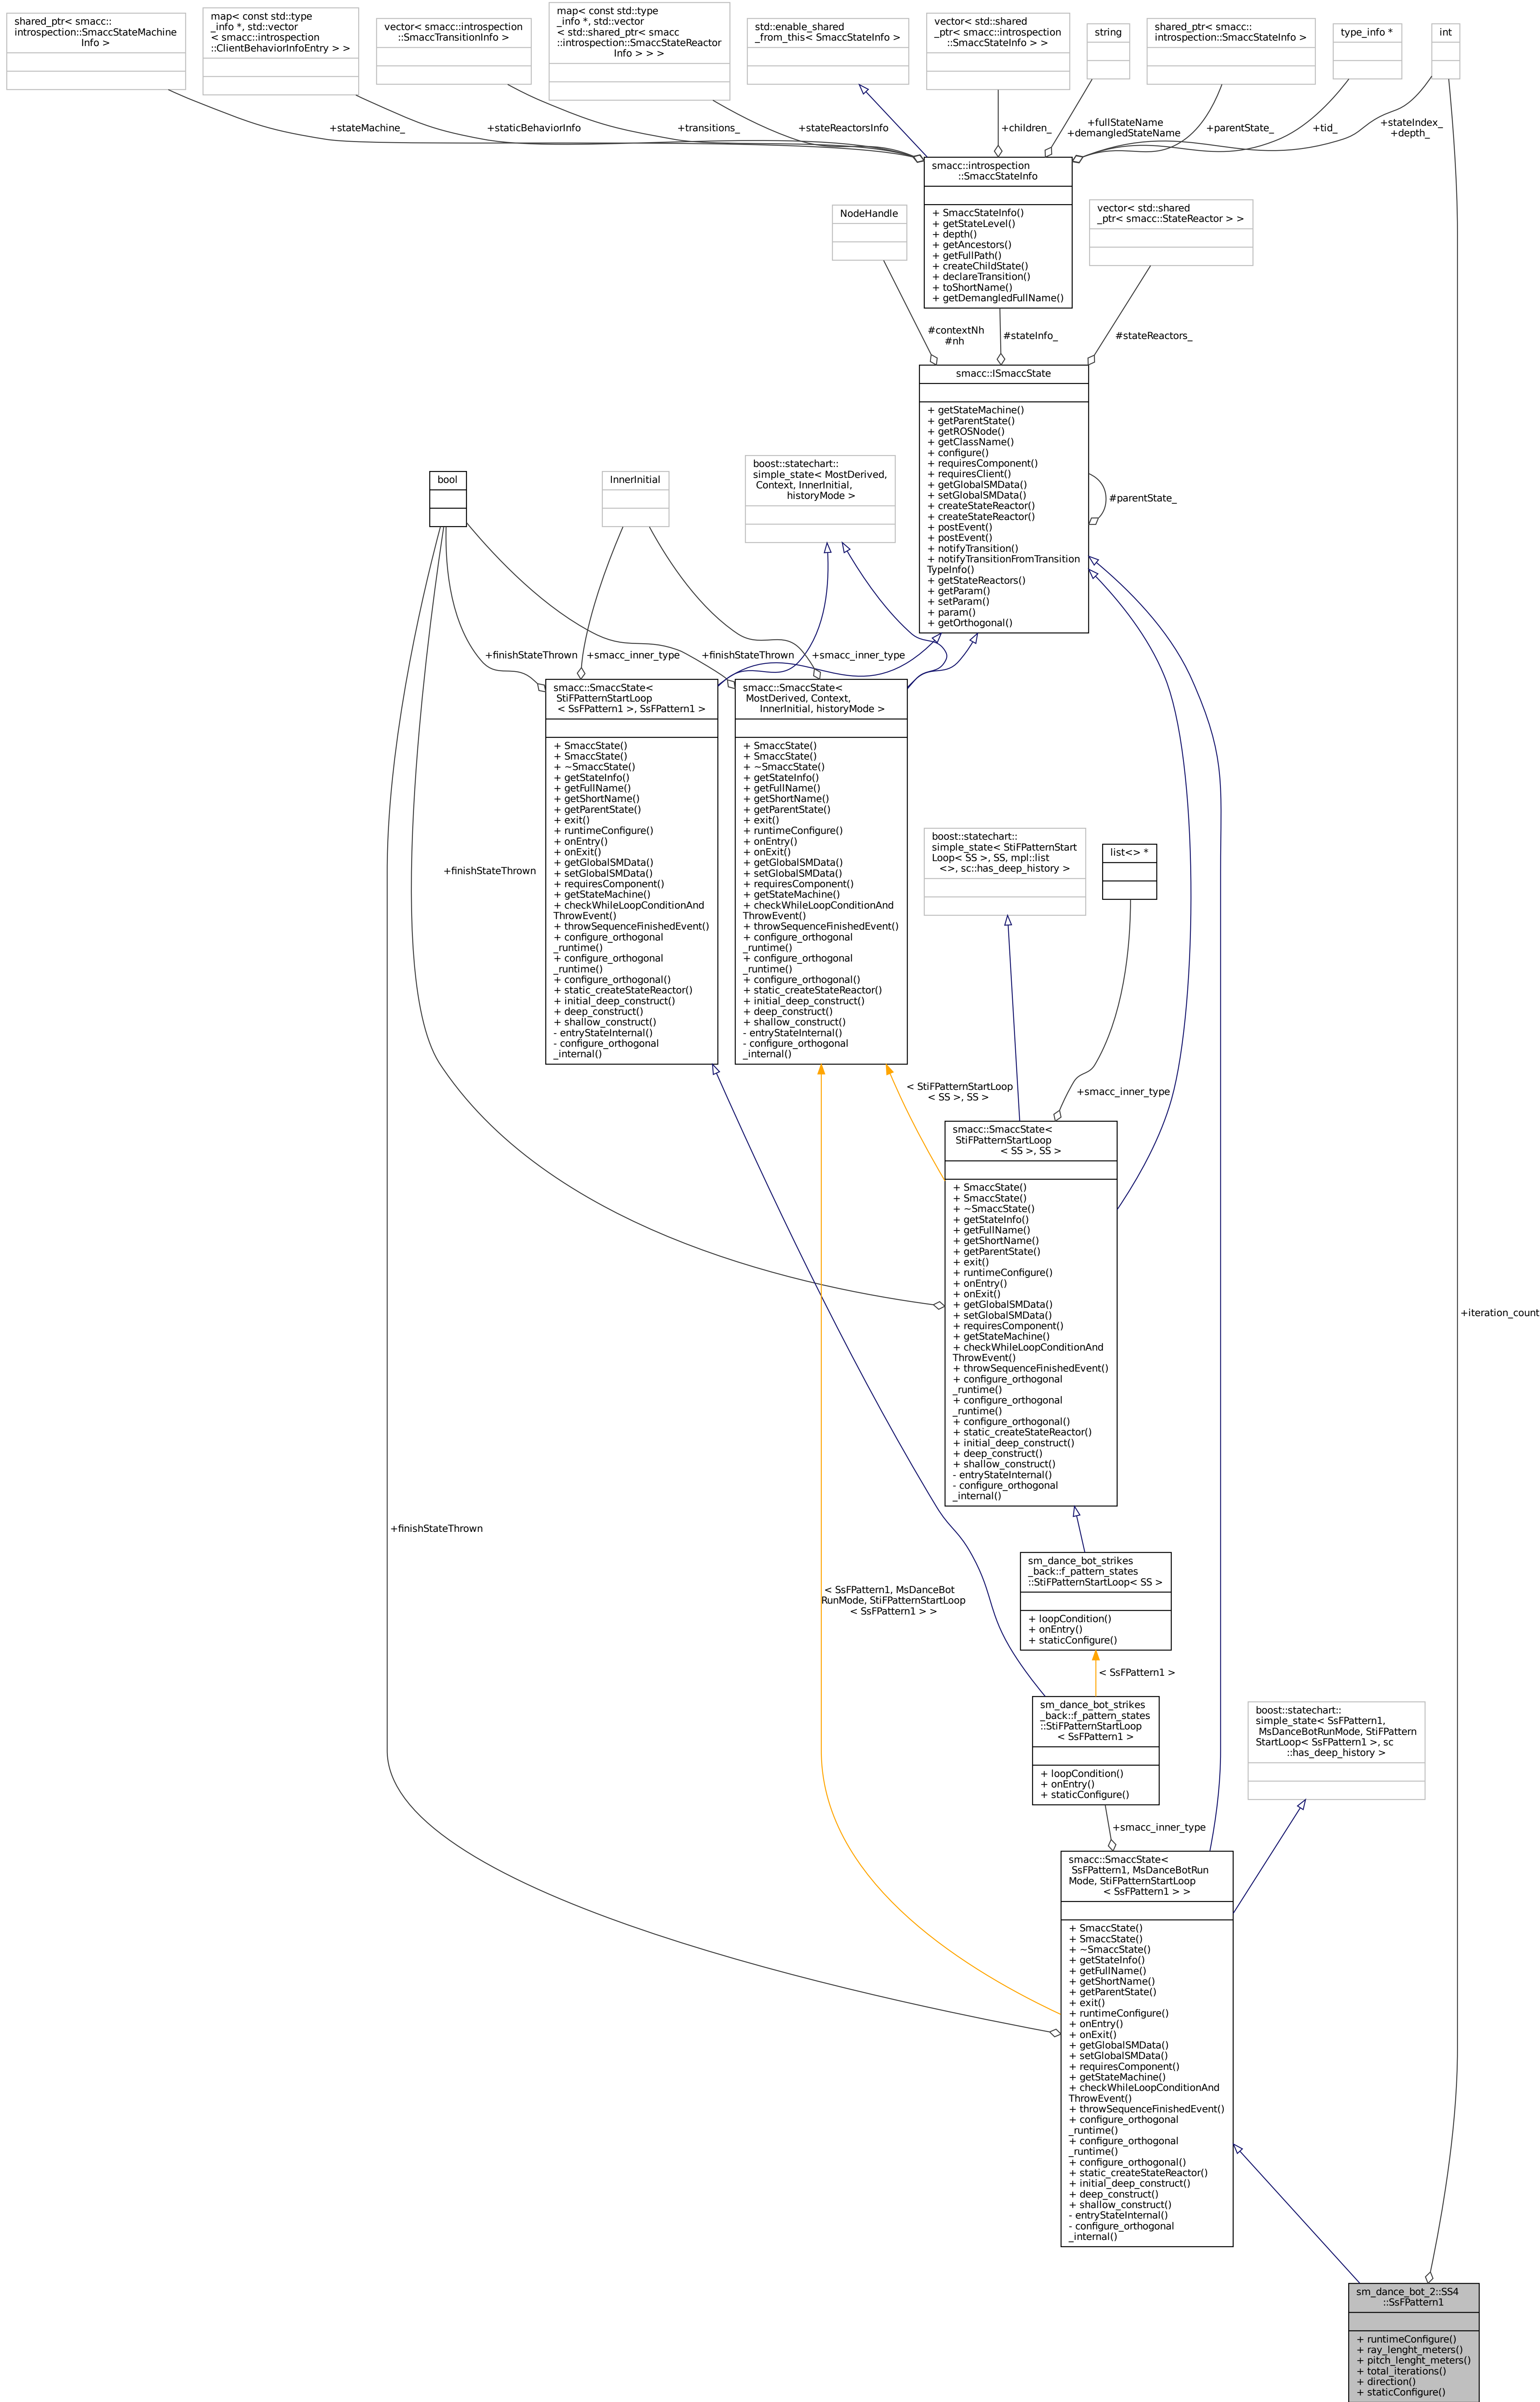 shared_ptr< smacc::
introspection::SmaccStateMachine
Info >
map< const std::type
_info *, std::vector
< smacc::introspection
::ClientBehaviorInfoEntry > >
vector< smacc::introspection
::SmaccTransitionInfo >
map< const std::type
_info *, std::vector
< std::shared_ptr< smacc
::introspection::SmaccStateReactor
Info > > >
std::enable_shared
_from_this< SmaccStateInfo >
vector< std::shared
_ptr< smacc::introspection
::SmaccStateInfo > >
string
shared_ptr< smacc::
introspection::SmaccStateInfo >
type_info *
int
+stateMachine_
+staticBehaviorInfo
+transitions_
+stateReactorsInfo
+children_
+fullStateName
+demangledStateName
+parentState_
+tid_
+stateIndex_
+depth_
smacc::introspection
::SmaccStateInfo
+ SmaccStateInfo()
+ getStateLevel()
+ depth()
+ getAncestors()
+ getFullPath()
+ createChildState()
+ declareTransition()
+ toShortName()
+ getDemangledFullName()
NodeHandle
vector< std::shared
_ptr< smacc::StateReactor > >
#contextNh
#nh
#stateInfo_
#stateReactors_
smacc::ISmaccState
+ getStateMachine()
+ getParentState()
+ getROSNode()
+ getClassName()
+ configure()
+ requiresComponent()
+ requiresClient()
+ getGlobalSMData()
+ setGlobalSMData()
+ createStateReactor()
+ createStateReactor()
+ postEvent()
+ postEvent()
+ notifyTransition()
+ notifyTransitionFromTransition
TypeInfo()
+ getStateReactors()
+ getParam()
+ setParam()
+ param()
+ getOrthogonal()
#parentState_
bool
InnerInitial
boost::statechart::
simple_state< MostDerived,
Context, InnerInitial,
historyMode >
+finishStateThrown
+smacc_inner_type
+finishStateThrown
+smacc_inner_type
smacc::SmaccState<
StiFPatternStartLoop
< SsFPattern1 >, SsFPattern1 >
+ SmaccState()
+ SmaccState()
+ ~SmaccState()
+ getStateInfo()
+ getFullName()
+ getShortName()
+ getParentState()
+ exit()
+ runtimeConfigure()
+ onEntry()
+ onExit()
+ getGlobalSMData()
+ setGlobalSMData()
+ requiresComponent()
+ getStateMachine()
+ checkWhileLoopConditionAnd
ThrowEvent()
+ throwSequenceFinishedEvent()
+ configure_orthogonal
_runtime()
+ configure_orthogonal
_runtime()
+ configure_orthogonal()
+ static_createStateReactor()
+ initial_deep_construct()
+ deep_construct()
+ shallow_construct()
- entryStateInternal()
- configure_orthogonal
_internal()
smacc::SmaccState<
MostDerived, Context,
InnerInitial, historyMode >
+ SmaccState()
+ SmaccState()
+ ~SmaccState()
+ getStateInfo()
+ getFullName()
+ getShortName()
+ getParentState()
+ exit()
+ runtimeConfigure()
+ onEntry()
+ onExit()
+ getGlobalSMData()
+ setGlobalSMData()
+ requiresComponent()
+ getStateMachine()
+ checkWhileLoopConditionAnd
ThrowEvent()
+ throwSequenceFinishedEvent()
+ configure_orthogonal
_runtime()
+ configure_orthogonal
_runtime()
+ configure_orthogonal()
+ static_createStateReactor()
+ initial_deep_construct()
+ deep_construct()
+ shallow_construct()
- entryStateInternal()
- configure_orthogonal
_internal()
+finishStateThrown
boost::statechart::
simple_state< StiFPatternStart
Loop< SS >, SS, mpl::list
<>, sc::has_deep_history >
list<> *
< StiFPatternStartLoop
< SS >, SS >
+smacc_inner_type
smacc::SmaccState<
StiFPatternStartLoop
< SS >, SS >
+ SmaccState()
+ SmaccState()
+ ~SmaccState()
+ getStateInfo()
+ getFullName()
+ getShortName()
+ getParentState()
+ exit()
+ runtimeConfigure()
+ onEntry()
+ onExit()
+ getGlobalSMData()
+ setGlobalSMData()
+ requiresComponent()
+ getStateMachine()
+ checkWhileLoopConditionAnd
ThrowEvent()
+ throwSequenceFinishedEvent()
+ configure_orthogonal
_runtime()
+ configure_orthogonal
_runtime()
+ configure_orthogonal()
+ static_createStateReactor()
+ initial_deep_construct()
+ deep_construct()
+ shallow_construct()
- entryStateInternal()
- configure_orthogonal
_internal()
+iteration_count
+finishStateThrown
sm_dance_bot_strikes
_back::f_pattern_states
::StiFPatternStartLoop< SS >
+ loopCondition()
+ onEntry()
+ staticConfigure()
< SsFPattern1, MsDanceBot
RunMode, StiFPatternStartLoop
< SsFPattern1 > >
< SsFPattern1 >
sm_dance_bot_strikes
_back::f_pattern_states
::StiFPatternStartLoop
< SsFPattern1 >
+ loopCondition()
+ onEntry()
+ staticConfigure()
boost::statechart::
simple_state< SsFPattern1,
MsDanceBotRunMode, StiFPattern
StartLoop< SsFPattern1 >, sc
::has_deep_history >
+smacc_inner_type
smacc::SmaccState<
SsFPattern1, MsDanceBotRun
Mode, StiFPatternStartLoop
< SsFPattern1 > >
+ SmaccState()
+ SmaccState()
+ ~SmaccState()
+ getStateInfo()
+ getFullName()
+ getShortName()
+ getParentState()
+ exit()
+ runtimeConfigure()
+ onEntry()
+ onExit()
+ getGlobalSMData()
+ setGlobalSMData()
+ requiresComponent()
+ getStateMachine()
+ checkWhileLoopConditionAnd
ThrowEvent()
+ throwSequenceFinishedEvent()
+ configure_orthogonal
_runtime()
+ configure_orthogonal
_runtime()
+ configure_orthogonal()
+ static_createStateReactor()
+ initial_deep_construct()
+ deep_construct()
+ shallow_construct()
- entryStateInternal()
- configure_orthogonal
_internal()
sm_dance_bot_2::SS4
::SsFPattern1
+ runtimeConfigure()
+ ray_lenght_meters()
+ pitch_lenght_meters()
+ total_iterations()
+ direction()
+ staticConfigure()